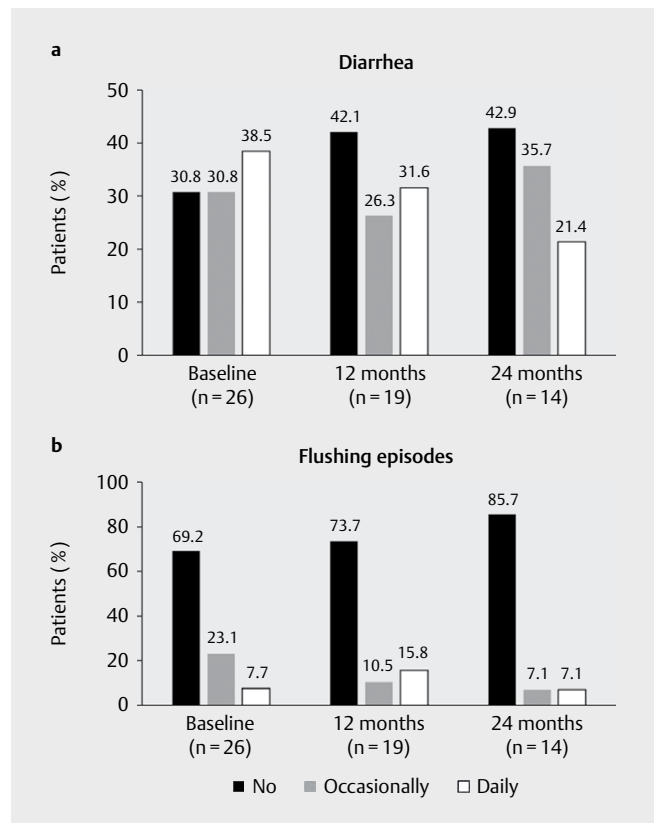 a
Diarrhea
Patients (%)
50
40
30
20
10
0
30.8 30.8 38.5
42.1 26.3 31.6
42.9 35.7 21.4
Baseline 12 months 24 months
(n = 26) (n = 19) (n = 14)
b
Flushing episodes
Patients (%)
100
80
60
40
20
0
69.2 23.1 7.7
73.7 10.5 15.8
85.7 7.1 7.1
Baseline 12 months 24 months
(n = 26) (n = 19) (n = 14)
No Occasionally Daily